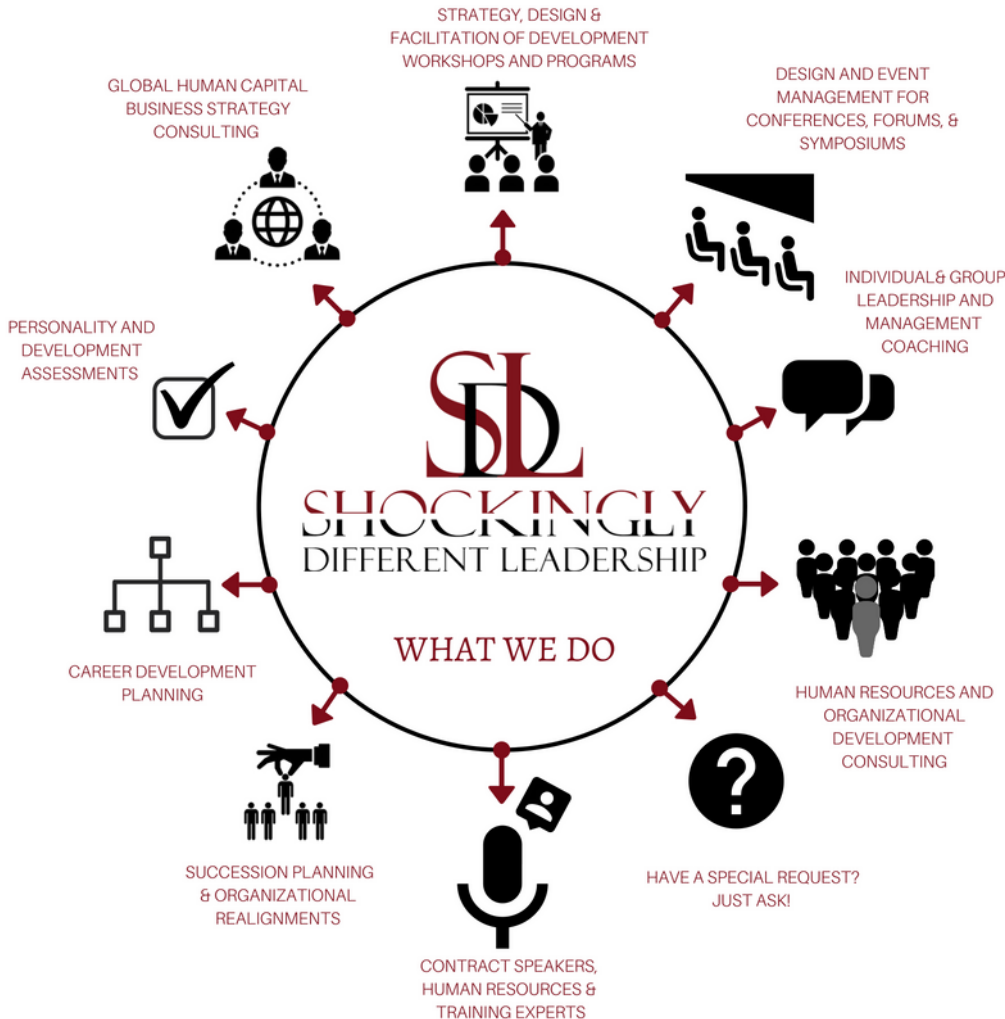 STRATEGY, DESIGN &
FACILITATION OF DEVELOPMENT
WORKSHOPS AND PROGRAMS
DESIGN AND EVENT
MANAGEMENT FOR
CONFERENCES, FORUMS, &
SYMPOSIUMS
INDIVIDUAL& GROUP
LEADERSHIP AND
MANAGEMENT
COACHING
HUMAN RESOURCES AND
ORGANIZATIONAL
DEVELOPMENT
CONSULTING
HAVE A SPECIAL REQUEST?
JUST ASK!
CONTRACT SPEAKERS,
HUMAN RESOURCES &
TRAINING EXPERTS
SUCCESSION PLANNING
& ORGANIZATIONAL
REALIGNMENTS
CAREER DEVELOPMENT
PLANNING
PERSONALITY AND
DEVELOPMENT
ASSESSMENTS
GLOBAL HUMAN CAPITAL
BUSINESS STRATEGY
CONSULTING
SDL
SHOCKINGLY
DIFFERENT LEADERSHIP
WHAT WE DO
?